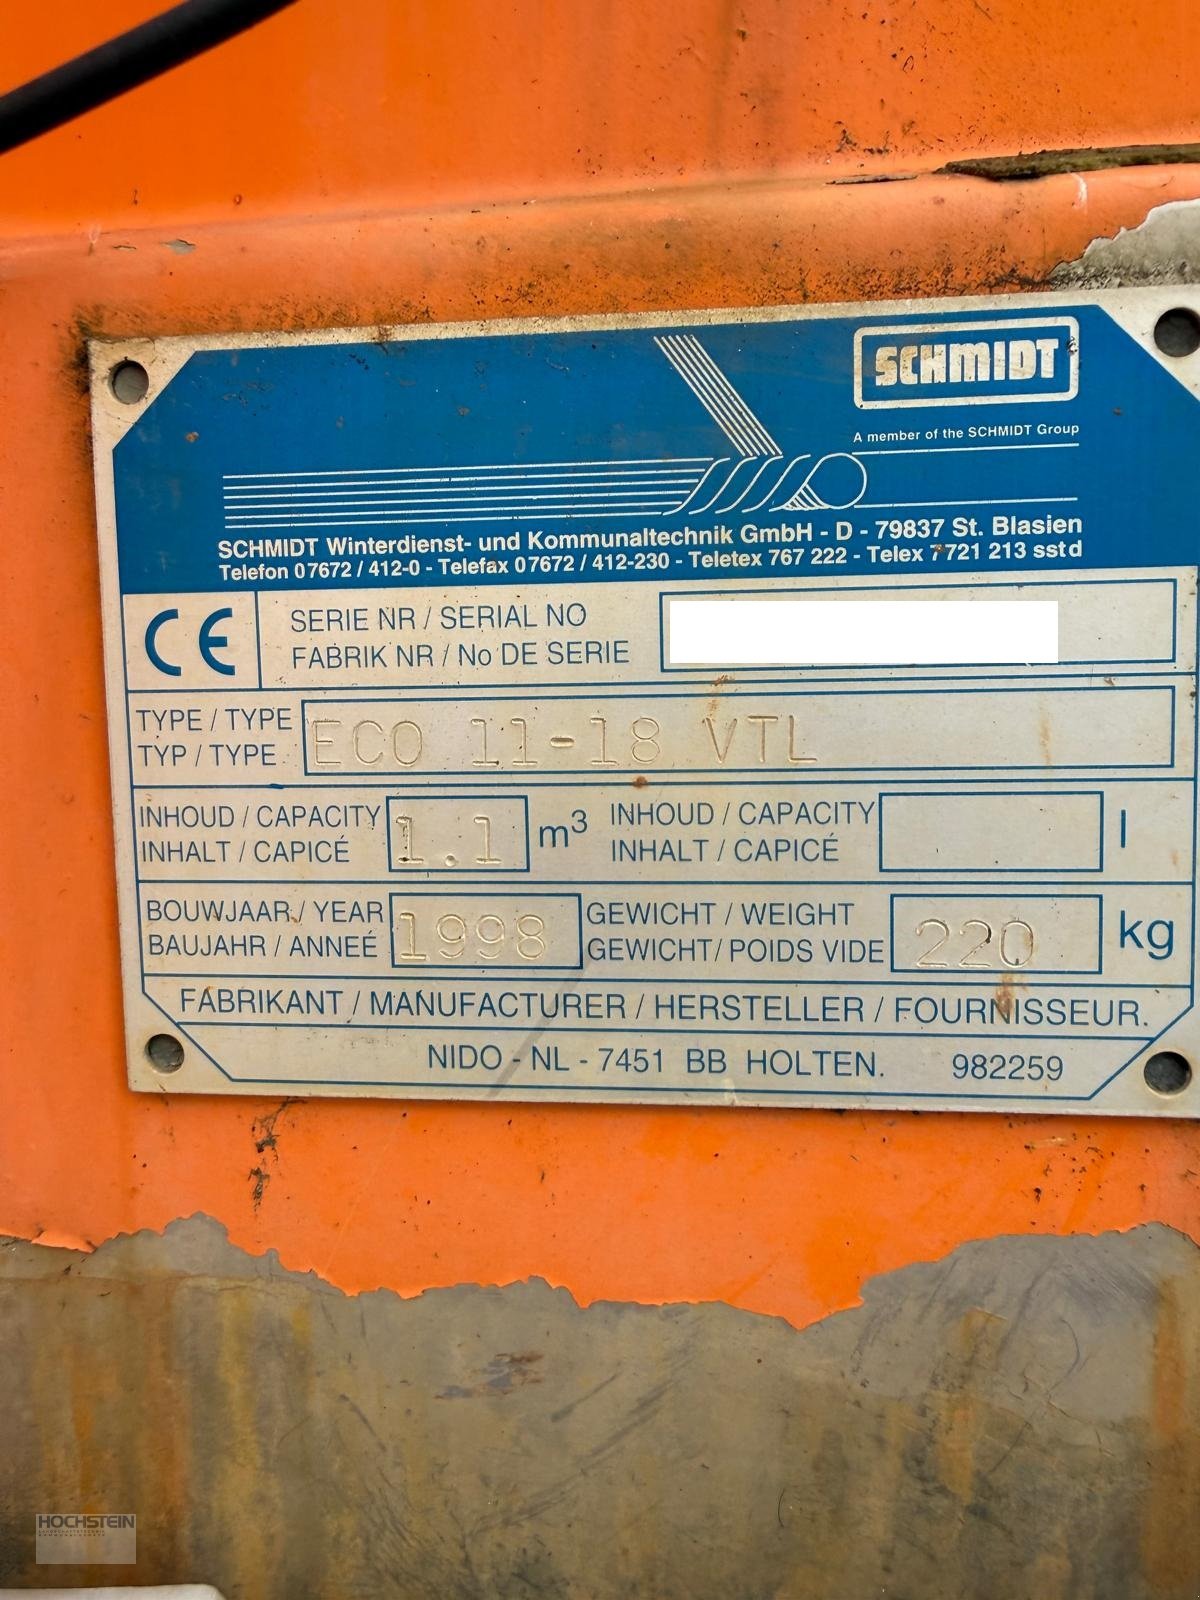 SCHMIDT
A member of the SCHMIDT Group
SCHMIDT Winterdienst- und Kommunaltechnik GmbH - D - 79837 St. Blasien
Telefon 07672 / 412-0 - Telefax 07672 / 412-230 - Teletex 767 222 - Telex 7721 213 sst d
CE
SERIE NR / SERIAL NO
FABRIK NR / No DE SERIE
TYPE / TYPE
TYP / TYPE
ECO 11-18 VTL
INHOUD / CAPACITY
INHALT / CAPICÉ
1.1 m³
INHOUD / CAPACITY
INHALT / CAPICÉ
l
BOUWJAAR / YEAR
BAUJAHR / ANNEÉ
1998
GEWICHT / WEIGHT
GEWICHT / POIDS VIDE
220 kg
FABRIKANT / MANUFACTURER / HERSTELLER / FOURNISSEUR.
NIDO - NL - 7451 BB HOLTEN. 982259
HOCHSTEIN